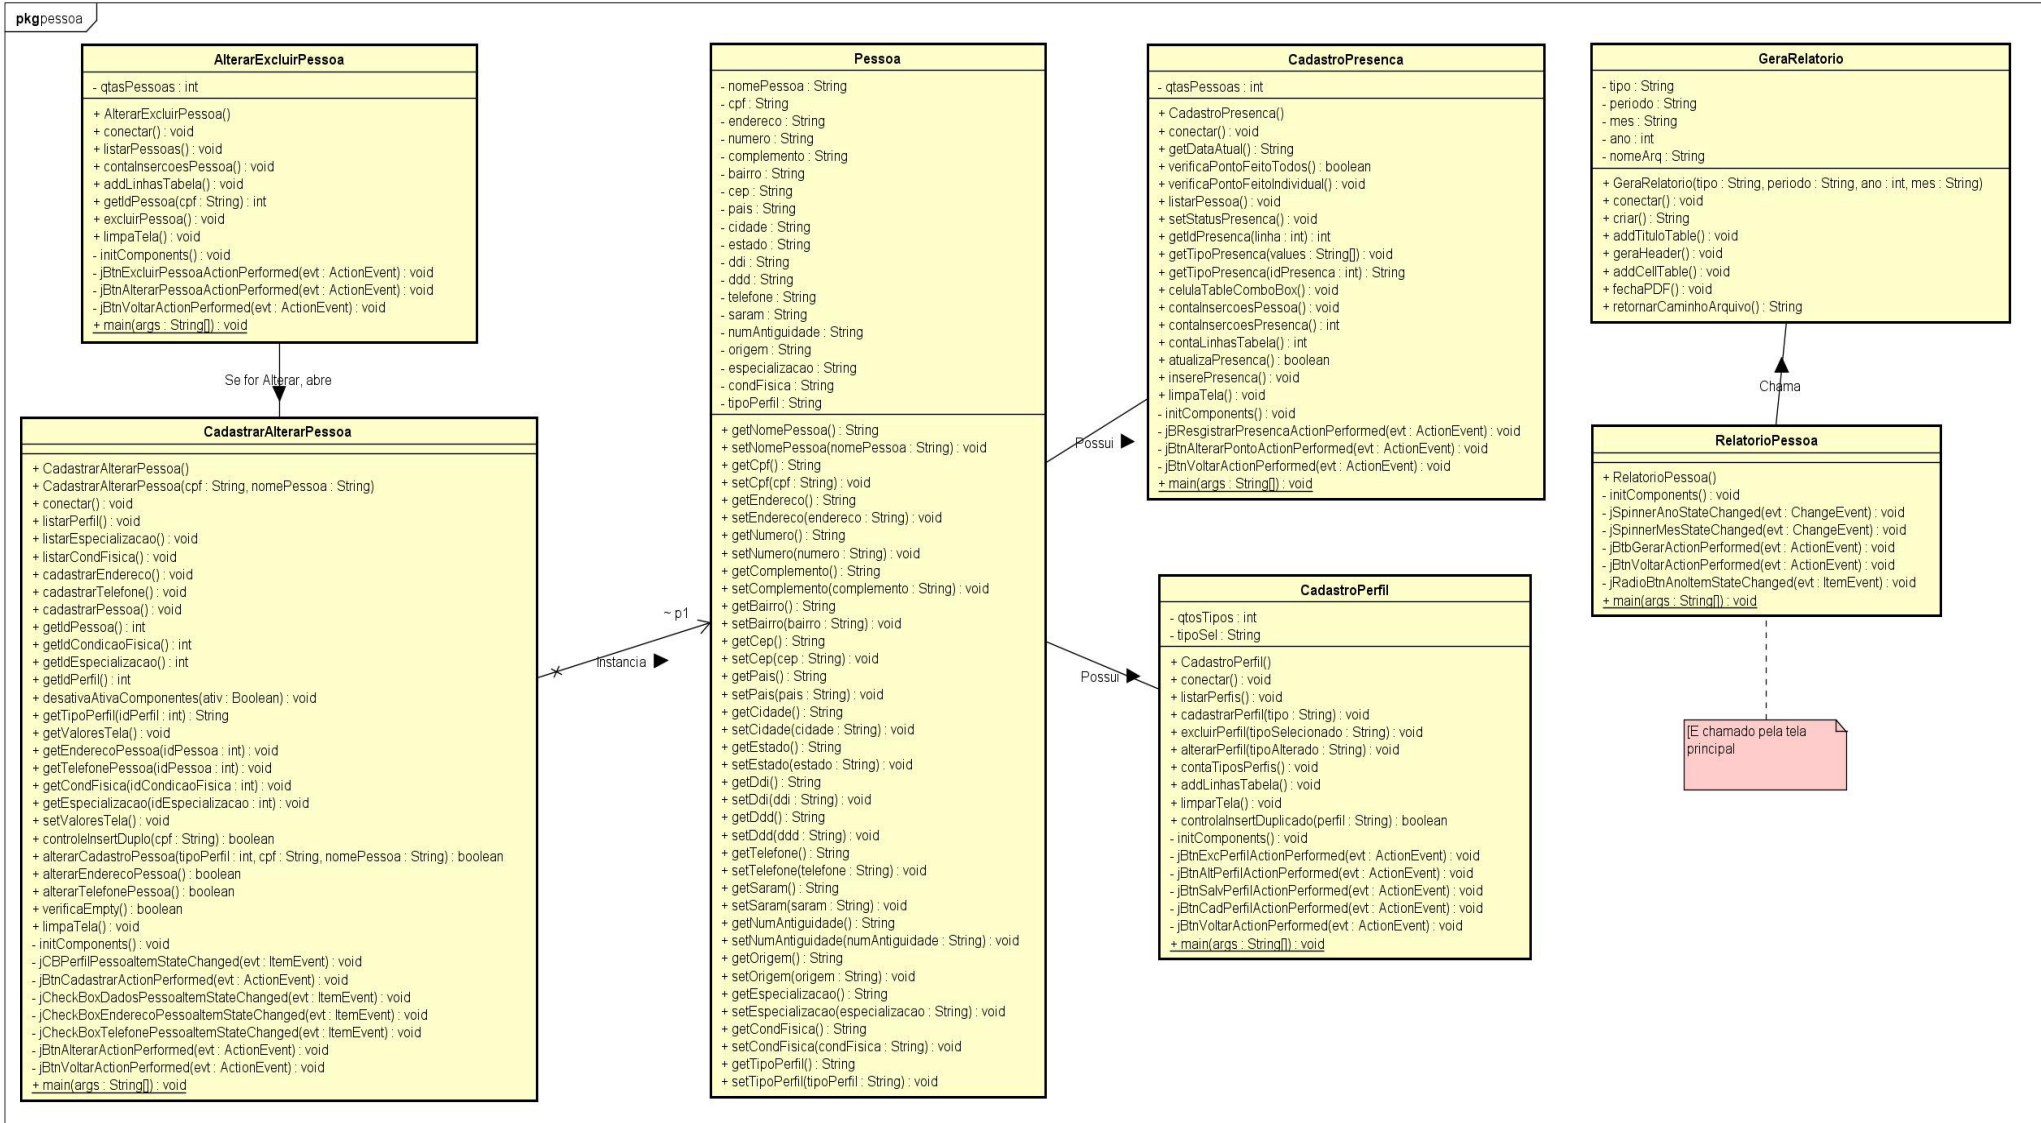 pkg pessoa
AlterarExcluirPessoa
- qtasPessoas : int
+ AlterarExcluirPessoa()
+ conectar() : void
+ listarPessoas() : void
+ contaInsercoesPessoa() : void
+ addLinhasTabela() : void
+ getIdPessoa(cpf : String) : int
+ excluirPessoa() : void
+ limpaTela() : void
- initComponents() : void
- jBtnExcluirPessoaActionPerformed(evt : ActionEvent) : void
- jBtnAlterarPessoaActionPerformed(evt : ActionEvent) : void
- jBtnVoltarActionPerformed(evt : ActionEvent) : void
+ main(args : String[]) : void
Se for Alterar, abre
CadastrarAlterarPessoa
+ CadastrarAlterarPessoa()
+ CadastrarAlterarPessoa(cpf : String, nomePessoa : String)
+ conectar() : void
+ listarPerfil() : void
+ listarEspecializacao() : void
+ listarCondFisica() : void
+ cadastrarEndereco() : void
+ cadastrarTelefone() : void
+ cadastrarPessoa() : void
+ getIdPessoa() : int
+ getIdCondicaoFisica() : int
+ getIdEspecializacao() : int
+ getIdPerfil() : int
+ desativaAtivaComponentes(ativ : Boolean) : void
+ getTipoPerfil(idPerfil : int) : String
+ getValoresTela() : void
+ getEnderecoPessoa(idPessoa : int) : void
+ getTelefonePessoa(idPessoa : int) : void
+ getCondFisica(idCondicaoFisica : int) : void
+ getEspecializacao(idEspecializacao : int) : void
+ setValoresTela() : void
+ controleInsertDuplo(cpf : String) : boolean
+ alterarCadastroPessoa(tipoPerfil : int, cpf : String, nomePessoa : String) : boolean
+ alterarEnderecoPessoa() : boolean
+ alterarTelefonePessoa() : boolean
+ verificaEmpty() : boolean
+ limpaTela() : void
- initComponents() : void
- jCBPerfilPessoaItemStateChanged(evt : ItemEvent) : void
- jBtnCadastrarActionPerformed(evt : ActionEvent) : void
- jCheckBoxDadosPessoaItemStateChanged(evt : ItemEvent) : void
- jCheckBoxEnderecoPessoaItemStateChanged(evt : ItemEvent) : void
- jCheckBoxTelefonePessoaItemStateChanged(evt : ItemEvent) : void
- jBtnAlterarActionPerformed(evt : ActionEvent) : void
- jBtnVoltarActionPerformed(evt : ActionEvent) : void
+ main(args : String[]) : void
~ p1
Instancia
Pessoa
- nomePessoa : String
- cpf : String
- endereco : String
- numero : String
- complemento : String
- bairro : String
- cep : String
- pais : String
- cidade : String
- estado : String
- ddi : String
- ddd : String
- telefone : String
- saram : String
- numAntiguidade : String
- origem : String
- especializacao : String
- condFisica : String
- tipoPerfil : String
+ getNomePessoa() : String
+ setNomePessoa(nomePessoa : String) : void
+ getCpf() : String
+ setCpf(cpf : String) : void
+ getEndereco() : String
+ setEndereco(endereco : String) : void
+ getNumero() : String
+ setNumero(numero : String) : void
+ getComplemento() : String
+ setComplemento(complemento : String) : void
+ getBairro() : String
+ setBairro(bairro : String) : void
+ getCep() : String
+ setCep(cep : String) : void
+ getPais() : String
+ setPais(pais : String) : void
+ getCidade() : String
+ setCidade(cidade : String) : void
+ getEstado() : String
+ setEstado(estado : String) : void
+ getDdi() : String
+ setDdi(ddi : String) : void
+ getDdd() : String
+ setDdd(ddd : String) : void
+ getTelefone() : String
+ setTelefone(telefone : String) : void
+ getSaram() : String
+ setSaram(saram : String) : void
+ getNumAntiguidade() : String
+ setNumAntiguidade(numAntiguidade : String) : void
+ getOrigem() : String
+ setOrigem(origem : String) : void
+ getEspecializacao() : String
+ setEspecializacao(especializacao : String) : void
+ getCondFisica() : String
+ setCondFisica(condFisica : String) : void
+ getTipoPerfil() : String
+ setTipoPerfil(tipoPerfil : String) : void
Possui
Possui
CadastroPresenca
- qtasPessoas : int
+ CadastroPresenca()
+ conectar() : void
+ getDataAtual() : String
+ verificaPontoFeitoTodos() : boolean
+ verificaPontoFeitoIndividual() : void
+ listarPessoa() : void
+ setStatusPresenca() : void
+ getIdPresenca(linha : int) : int
+ getTipoPresenca(values : String[]) : void
+ getTipoPresenca(idPresenca : int) : String
+ celulaTableComboBox() : void
+ contaInsercoesPessoa() : void
+ contaInsercoesPresenca() : int
+ contaLinhasTabela() : int
+ atualizaPresenca() : boolean
+ inserePresenca() : void
+ limpaTela() : void
- initComponents() : void
- jBResgistrarPresencaActionPerformed(evt : ActionEvent) : void
- jBtnAlterarPontoActionPerformed(evt : ActionEvent) : void
- jBtnVoltarActionPerformed(evt : ActionEvent) : void
+ main(args : String[]) : void
CadastroPerfil
- qtosTipos : int
- tipoSel : String
+ CadastroPerfil()
+ conectar() : void
+ listarPerfis() : void
+ cadastrarPerfil(tipo : String) : void
+ excluirPerfil(tipoSelecionado : String) : void
+ alterarPerfil(tipoAlterado : String) : void
+ contaTiposPerfis() : void
+ addLinhasTabela() : void
+ limparTela() : void
+ controlaInsertDuplicado(perfil : String) : boolean
- initComponents() : void
- jBtnExcPerfilActionPerformed(evt : ActionEvent) : void
- jBtnAltPerfilActionPerformed(evt : ActionEvent) : void
- jBtnSalvPerfilActionPerformed(evt : ActionEvent) : void
- jBtnCadPerfilActionPerformed(evt : ActionEvent) : void
- jBtnVoltarActionPerformed(evt : ActionEvent) : void
+ main(args : String[]) : void
GeraRelatorio
- tipo : String
- periodo : String
- mes : String
- ano : int
- nomeArq : String
+ GeraRelatorio(tipo : String, periodo : String, ano : int, mes : String)
+ conectar() : void
+ criar() : String
+ addTituloTable() : void
+ geraHeader() : void
+ addCellTable() : void
+ fechaPDF() : void
+ retornarCaminhoArquivo() : String
Chama
RelatorioPessoa
+ RelatorioPessoa()
- initComponents() : void
- jSpinnerAnoStateChanged(evt : ChangeEvent) : void
- jSpinnerMesStateChanged(evt : ChangeEvent) : void
- jBtbGerarActionPerformed(evt : ActionEvent) : void
- jBtnVoltarActionPerformed(evt : ActionEvent) : void
- jRadioBtnAnoItemStateChanged(evt : ItemEvent) : void
+ main(args : String[]) : void
[E chamado pela tela
principal